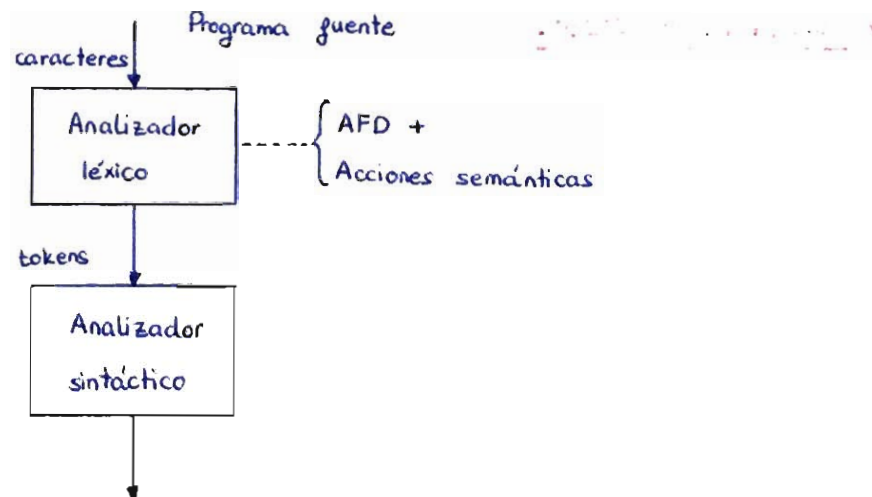 Programa fuente
caracteres
Analizador
léxico
AFD +
Acciones semánticas
tokens
Analizador
sintáctico